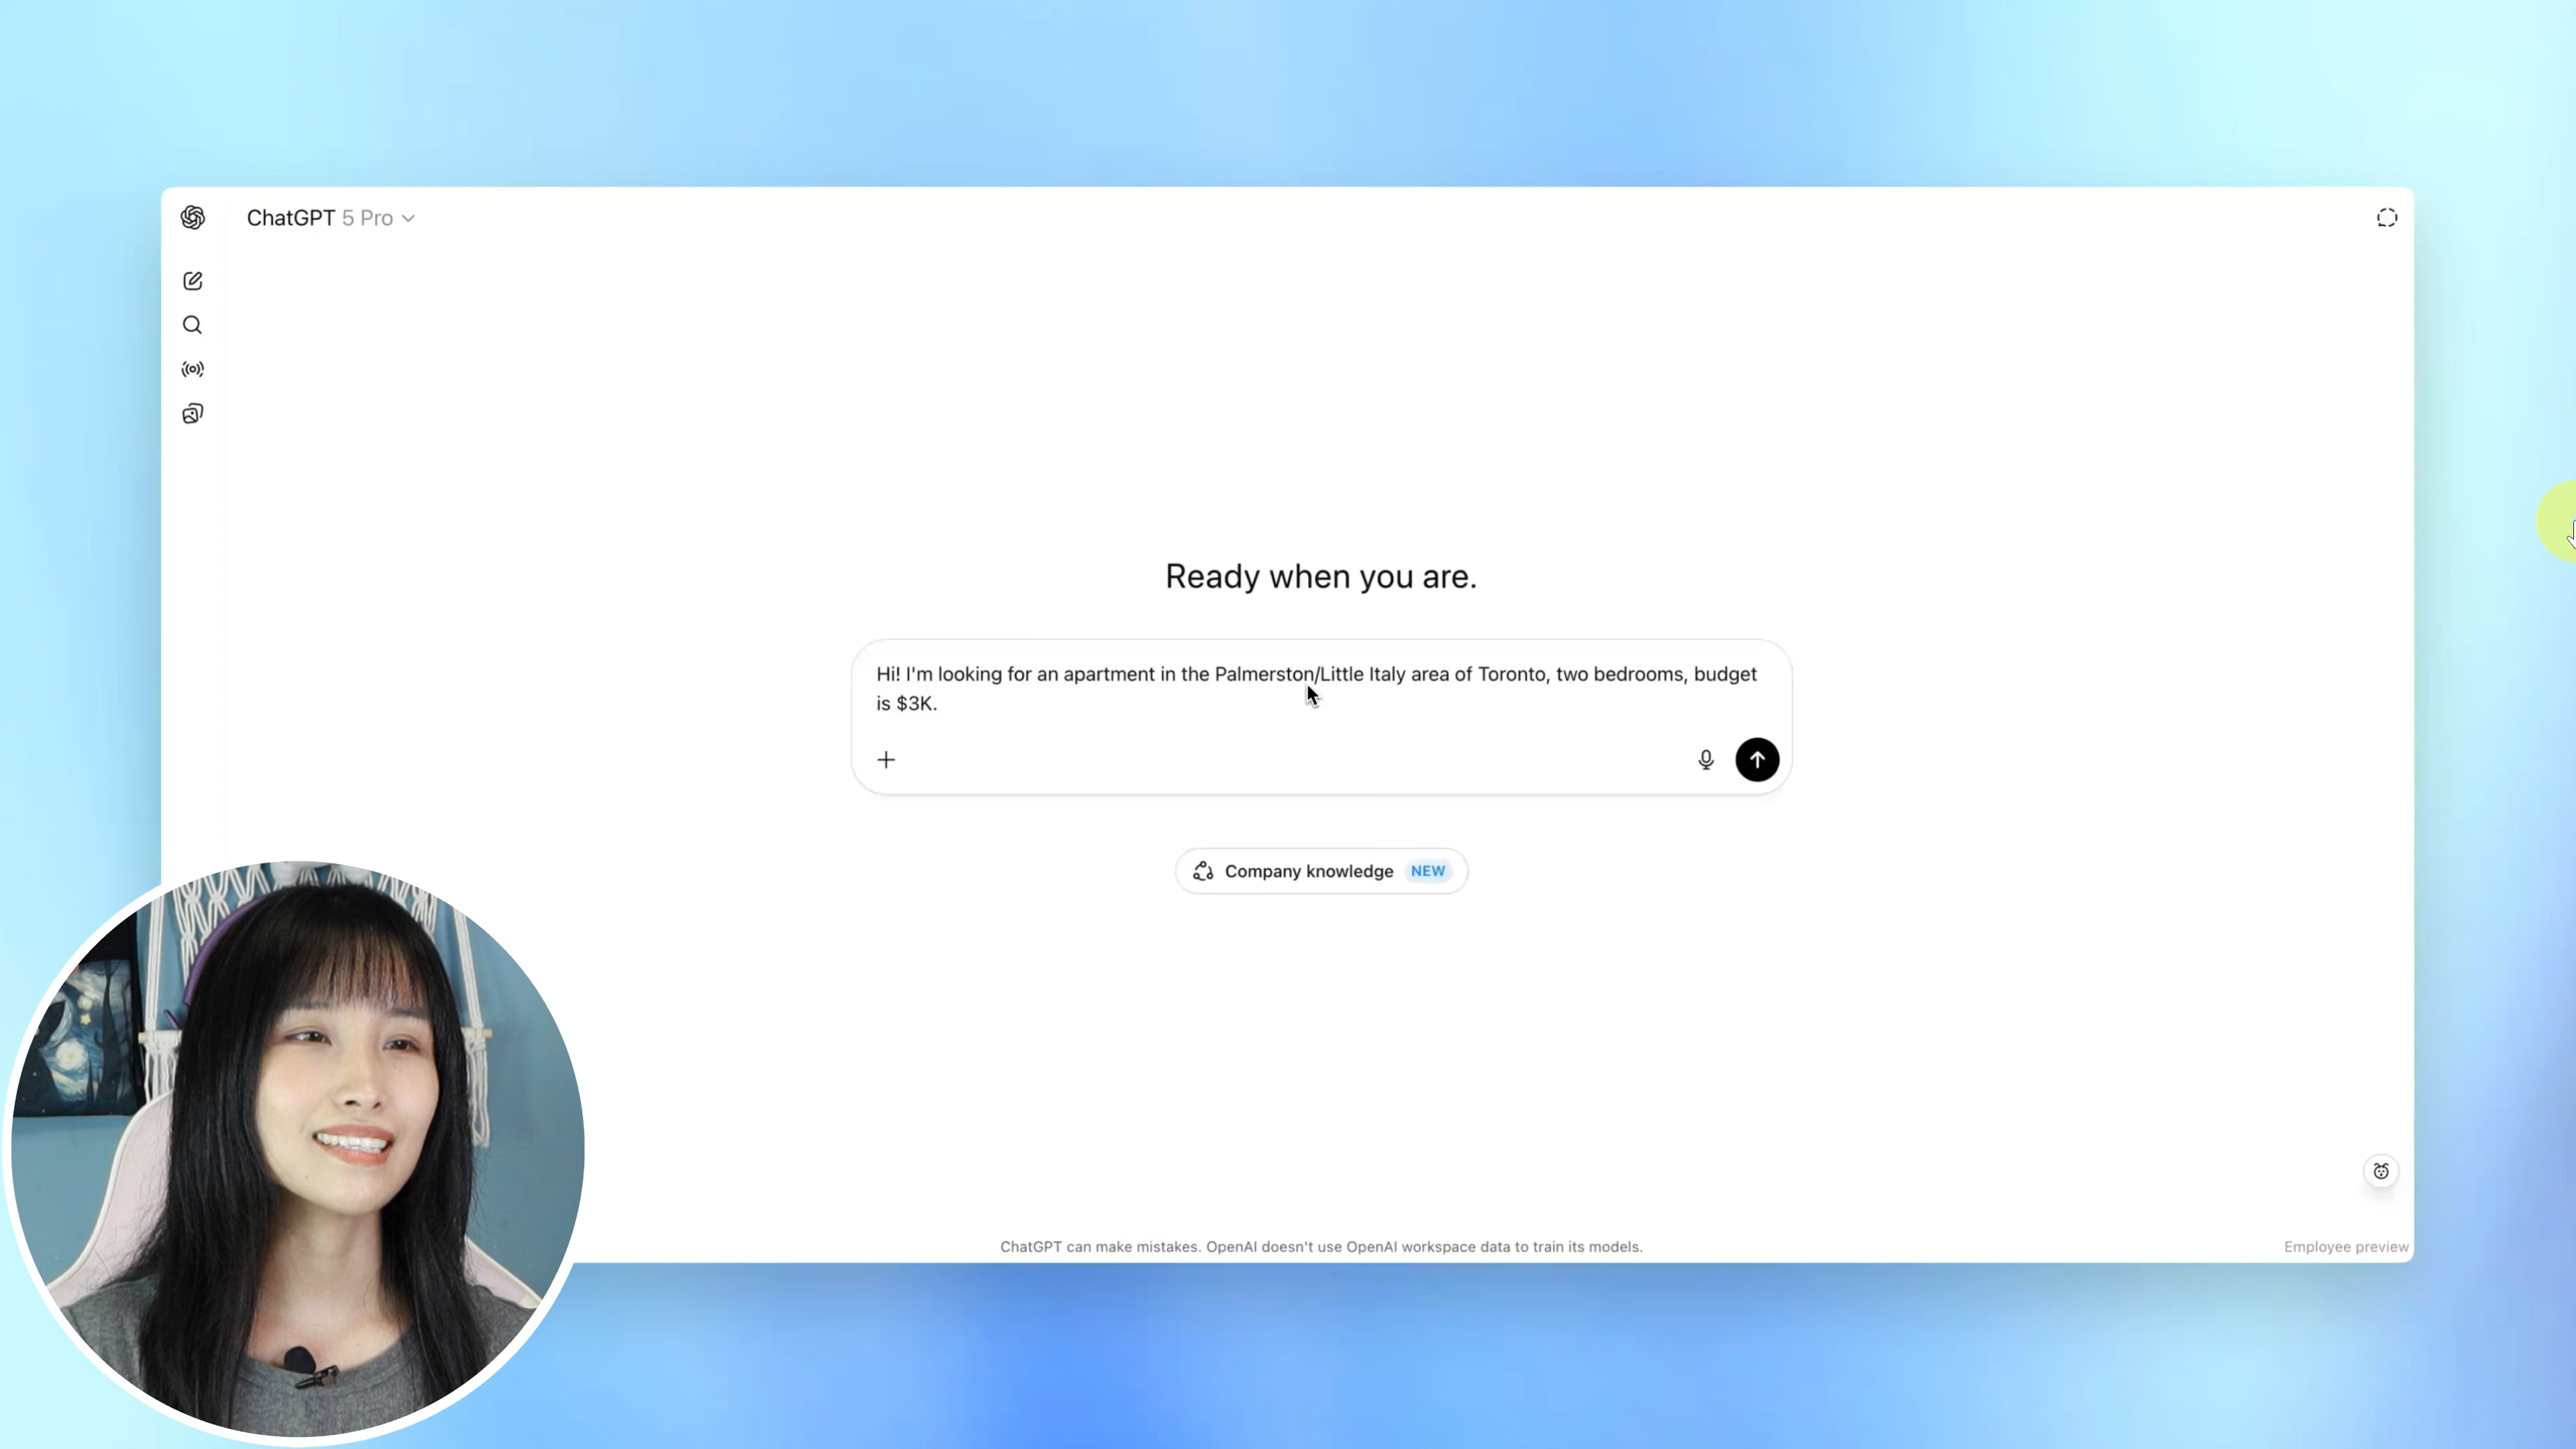 ChatGPT 5 Pro
Ready when you are.
Hi! I'm looking for an apartment in the Palmerston/Little Italy area of Toronto, two bedrooms, budget
is $3K.
Company knowledge NEW
ChatGPT can make mistakes. OpenAI doesn't use OpenAI workspace data to train its models.
Employee preview